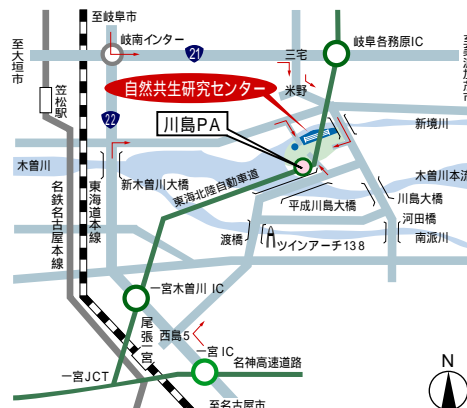 至岐阜市
岐南インター
21
三宅
岐阜各務原IC
至大垣市
米野
笠松駅
自然共生研究センター
22
川島PA
新境川
木曽川
新木曽川大橋
東海北陸自動車道
木曽川本流
名鉄名古屋本線
東海道本線
平成川島大橋
川島大橋
河田橋
渡橋
ツインアーチ138
南派川
一宮木曽川 IC
尾張一宮
西島5
一宮 IC
名神高速道路
一宮JCT
至名古屋市
N